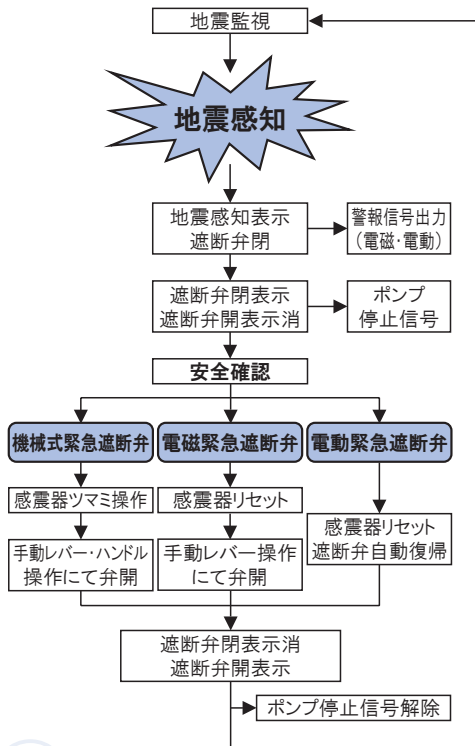 地震監視
地震感知
地震感知表示
遮断弁閉
警報信号出力
（電磁・電動）
遮断弁閉表示
遮断弁開表示消
ポンプ
停止信号
安全確認
機械式緊急遮断弁
電磁緊急遮断弁
電動緊急遮断弁
感震器ツマミ操作
感震器リセット
感震器リセット
遮断弁自動復帰
手動レバー・ハンドル
操作にて弁開
手動レバー操作
にて弁開
遮断弁閉表示消
遮断弁開表示
ポンプ停止信号解除